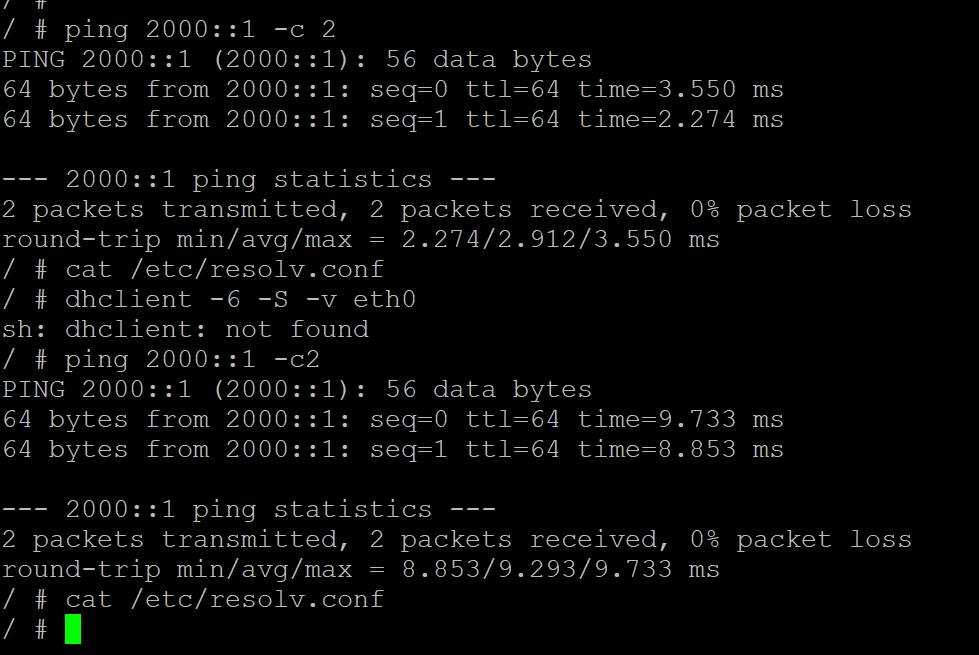 / #
/ # ping 2000::1 -c 2
PING 2000::1 (2000::1): 56 data bytes
64 bytes from 2000::1: seq=0 ttl=64 time=3.550 ms
64 bytes from 2000::1: seq=1 ttl=64 time=2.274 ms

--- 2000::1 ping statistics ---
2 packets transmitted, 2 packets received, 0% packet loss
round-trip min/avg/max = 2.274/2.912/3.550 ms
/ # cat /etc/resolv.conf
/ # dhclient -6 -S -v eth0
sh: dhclient: not found
/ # ping 2000::1 -c2
PING 2000::1 (2000::1): 56 data bytes
64 bytes from 2000::1: seq=0 ttl=64 time=9.733 ms
64 bytes from 2000::1: seq=1 ttl=64 time=8.853 ms

--- 2000::1 ping statistics ---
2 packets transmitted, 2 packets received, 0% packet loss
round-trip min/avg/max = 8.853/9.293/9.733 ms
/ # cat /etc/resolv.conf
/ #